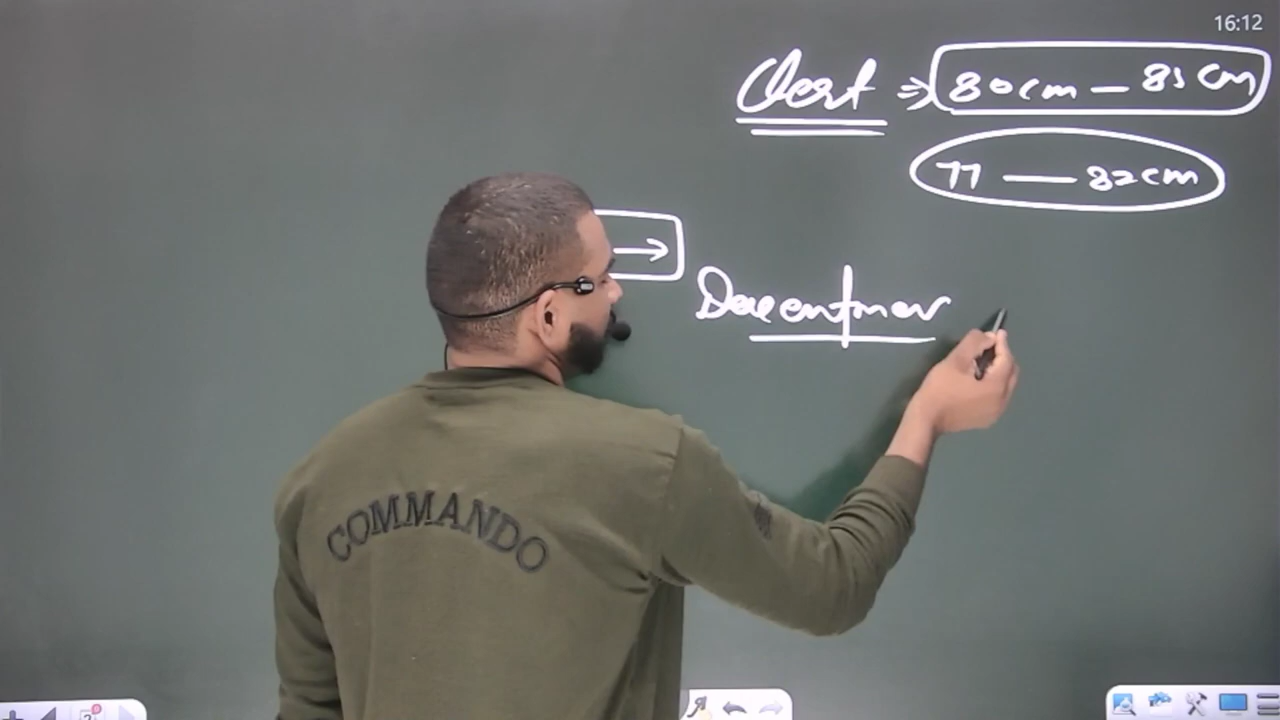 16:12
Chest ⇒ 80cm — 85cm
77 — 82cm
→
COMMANDO